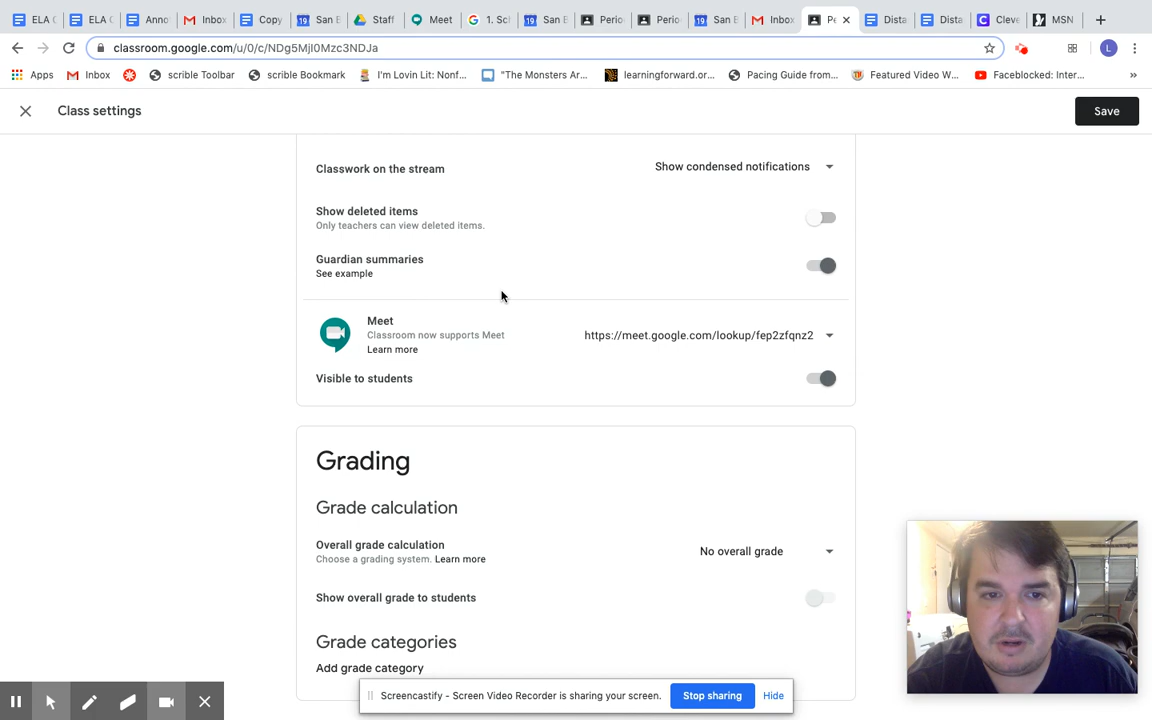 ELA C
ELA C
Anno
Inbox
Copy
San B
Staff
Meet
1. Sc
San B
Perio
Perio
San B
Inbox
Pe
Dista
Dista
Cleve
MSN
classroom.google.com/u/0/c/NDg5MjI0Mzc3NDJa
L
Apps
Inbox
scrible Toolbar
scrible Bookmark
I'm Lovin Lit: Nonf...
"The Monsters Ar...
learningforward.or...
Pacing Guide from...
Featured Video W...
Faceblocked: Inter...
»
Class settings
Save
Classwork on the stream
Show condensed notifications
Show deleted items
Only teachers can view deleted items.
Guardian summaries
See example
Meet
Classroom now supports Meet
https://meet.google.com/lookup/fep2zfqnz2
Learn more
Visible to students
Grading
Grade calculation
Overall grade calculation
No overall grade
Choose a grading system. Learn more
Show overall grade to students
Grade categories
Add grade category
Screencastify - Screen Video Recorder is sharing your screen.
Stop sharing
Hide